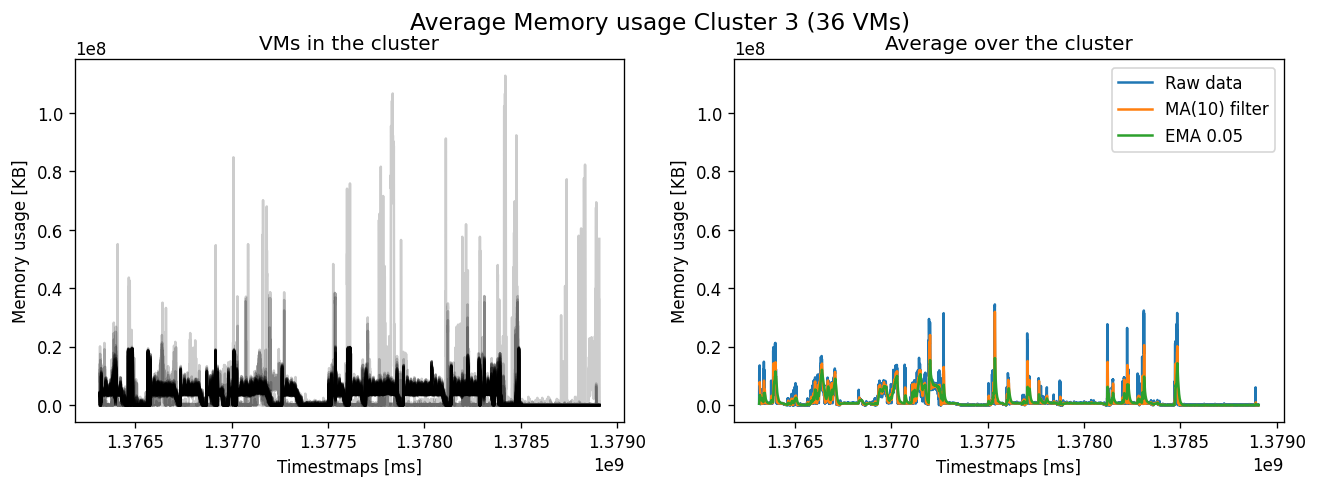 Average Memory usage Cluster 3 (36 VMs)
VMs in the cluster
1e8
Memory usage [KB]
1.0
0.8
0.6
0.4
0.2
0.0
1.3765 1.3770 1.3775 1.3780 1.3785 1.3790
1e9
Timestmaps [ms]
Average over the cluster
1e8
Memory usage [KB]
1.0
0.8
0.6
0.4
0.2
0.0
Raw data
MA(10) filter
EMA 0.05
1.3765 1.3770 1.3775 1.3780 1.3785 1.3790
1e9
Timestmaps [ms]